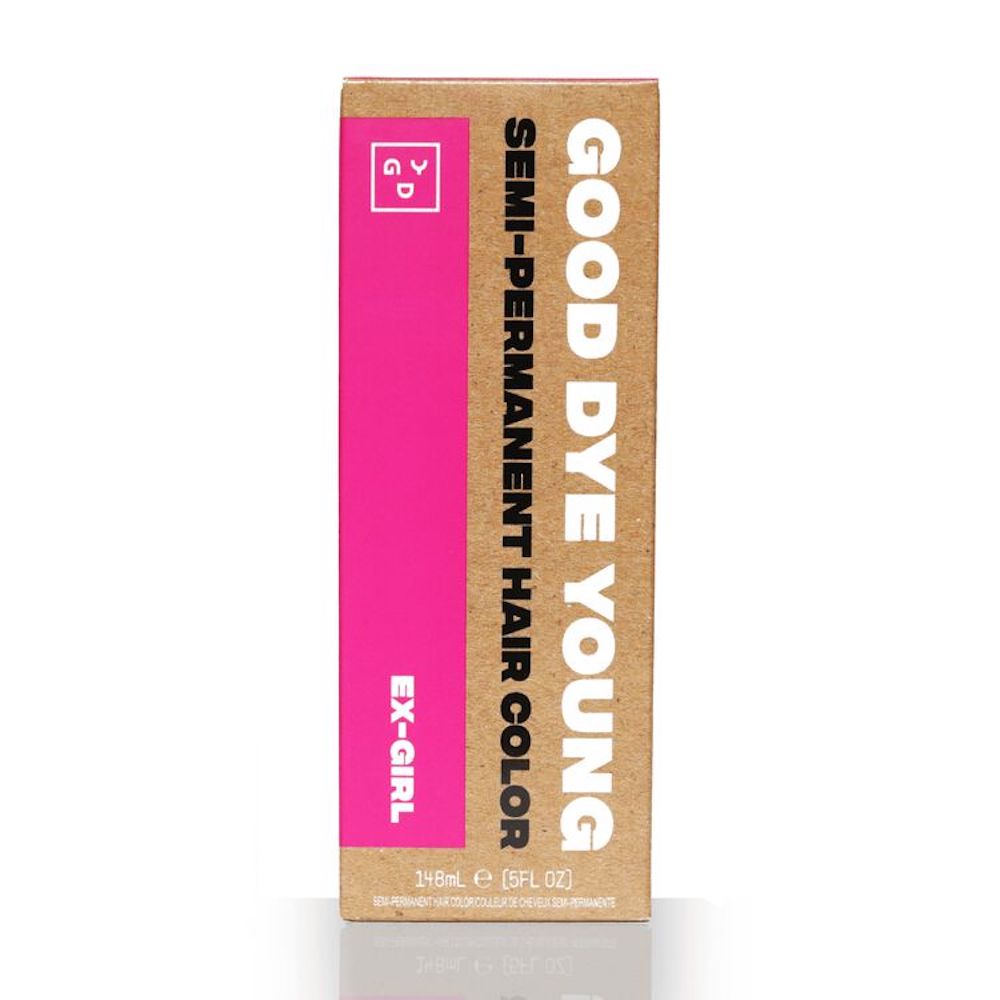 GOOD DYE YOUNG
SEMI-PERMANENT HAIR COLOR
GYD
EX-GIRL
148mL ℮ [5FL OZ]
SEMI-PERMANENT HAIR COLOR/COULEUR DE CHEVEUX SEMI-PERMANENTE